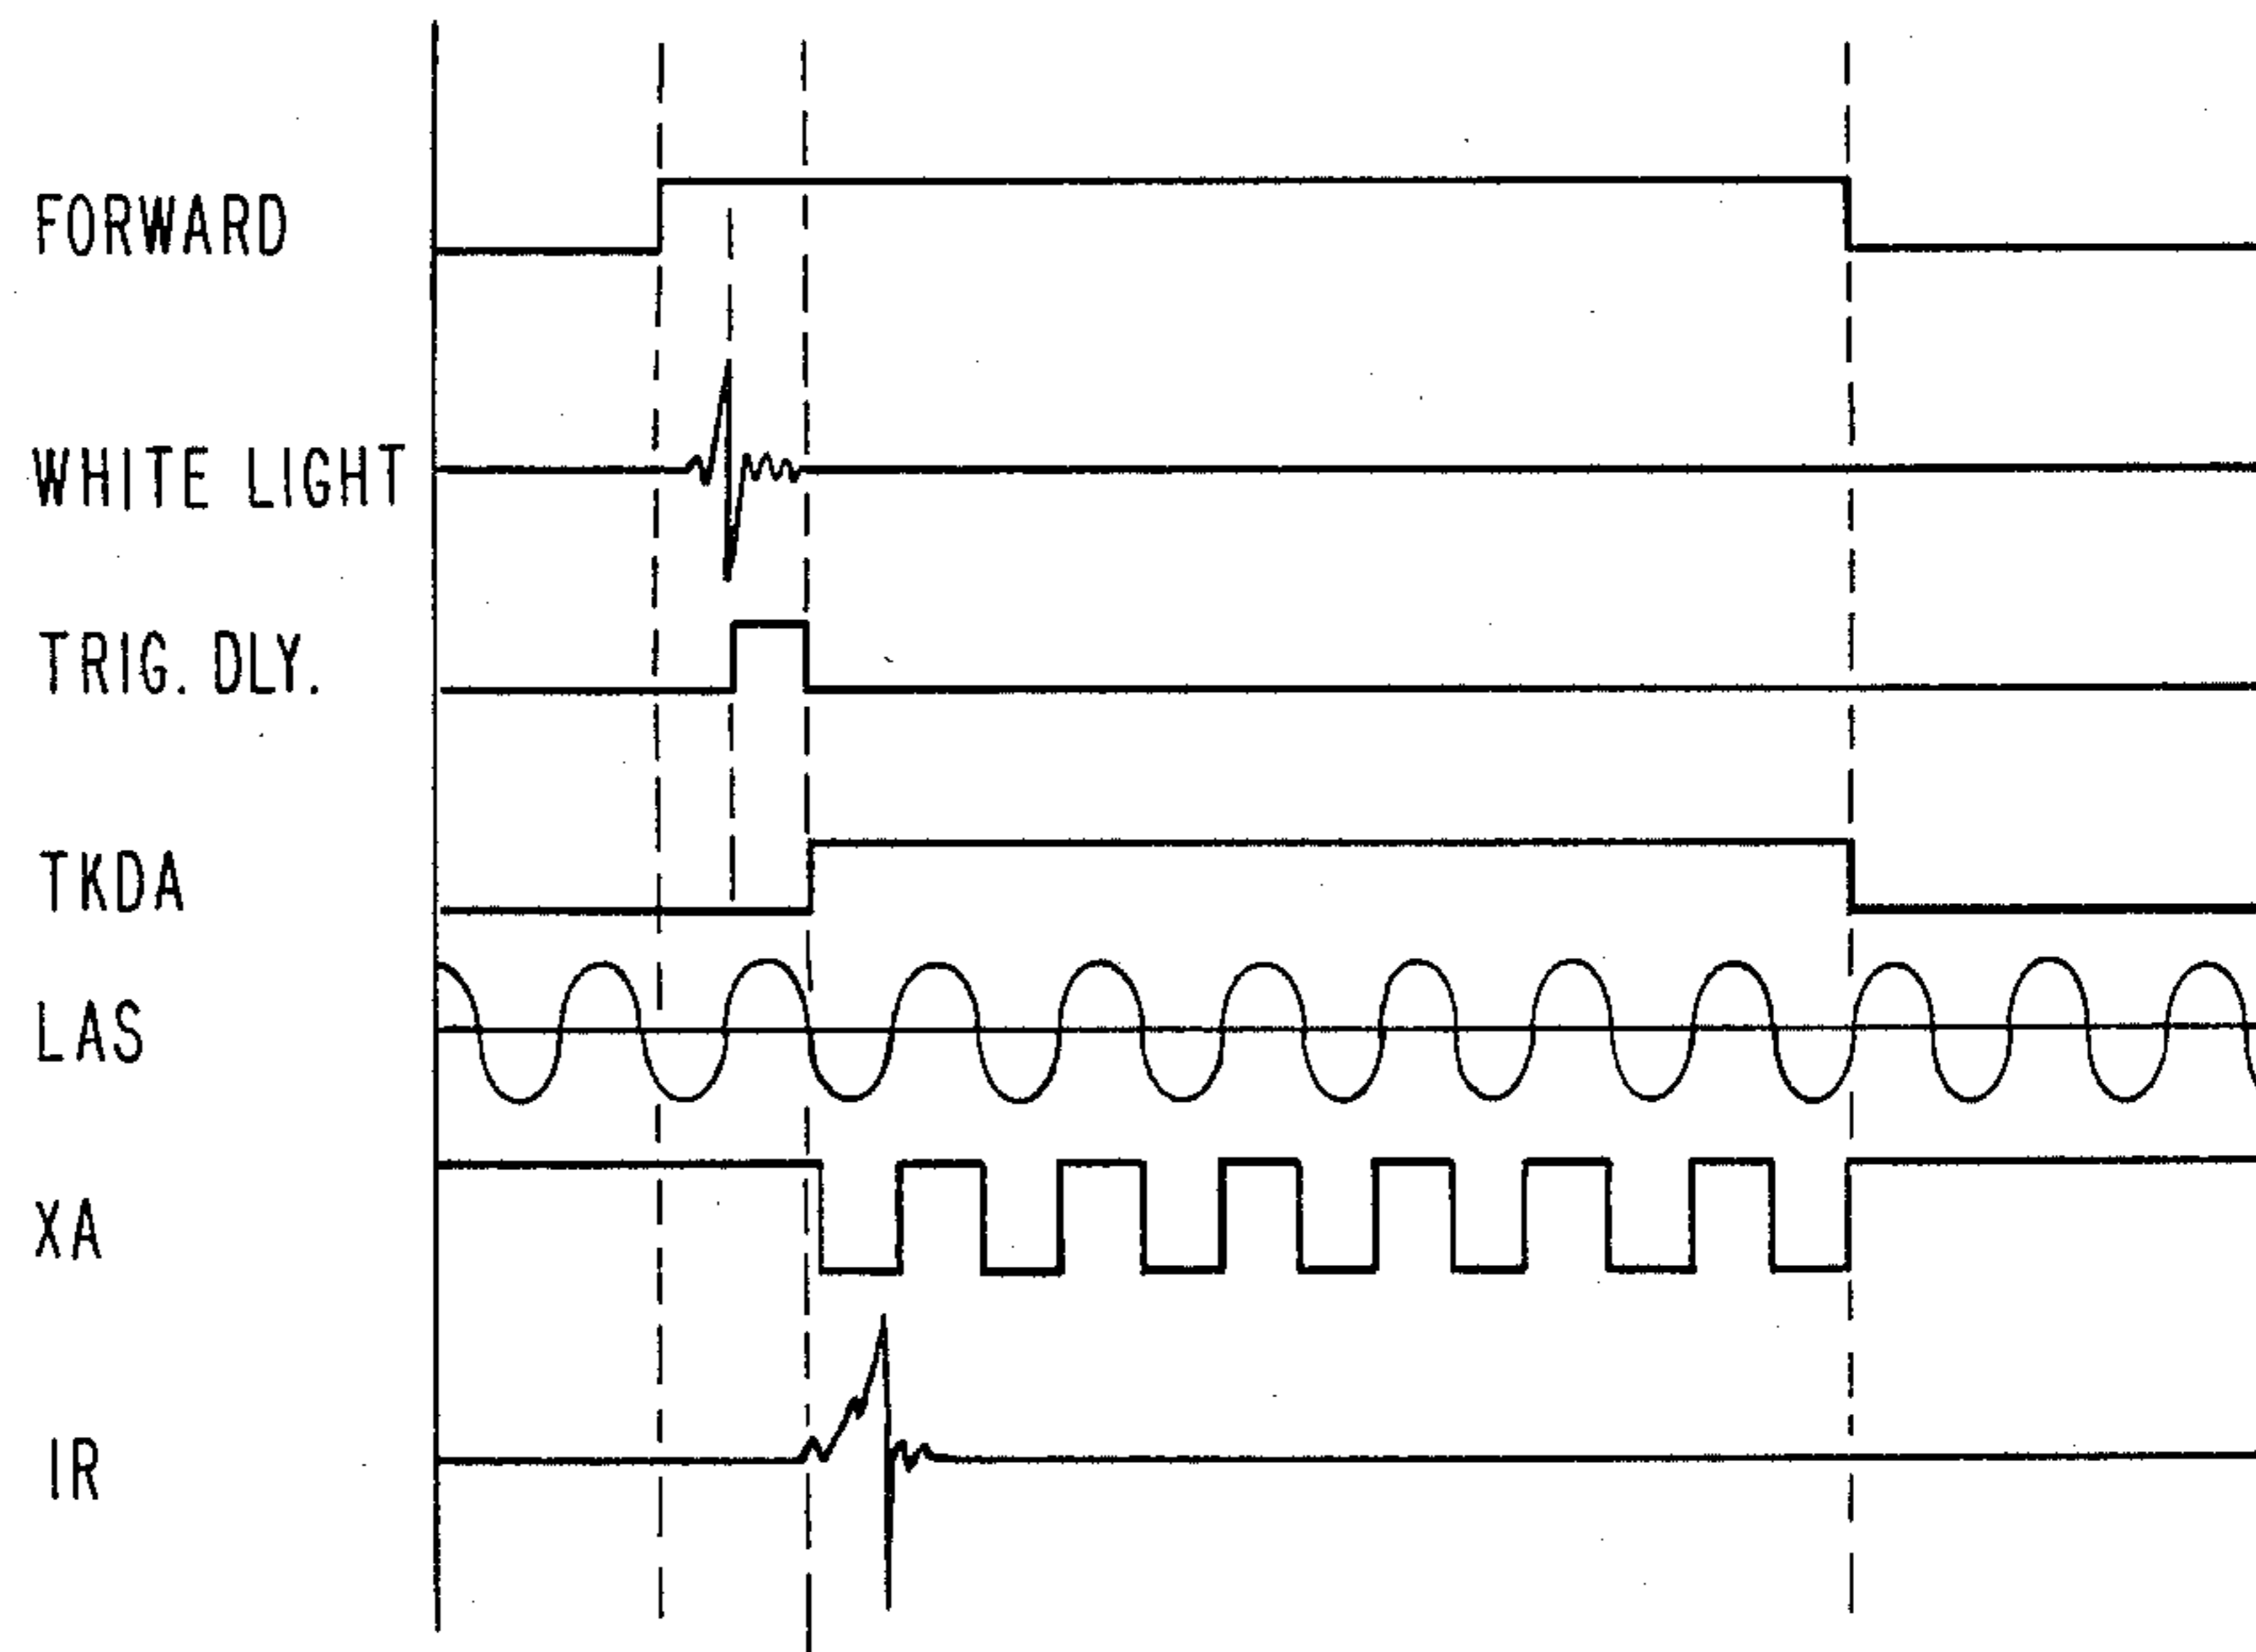 FORWARD
WHITE LIGHT
TRIG. DLY.
TKDA
LAS
XA
IR